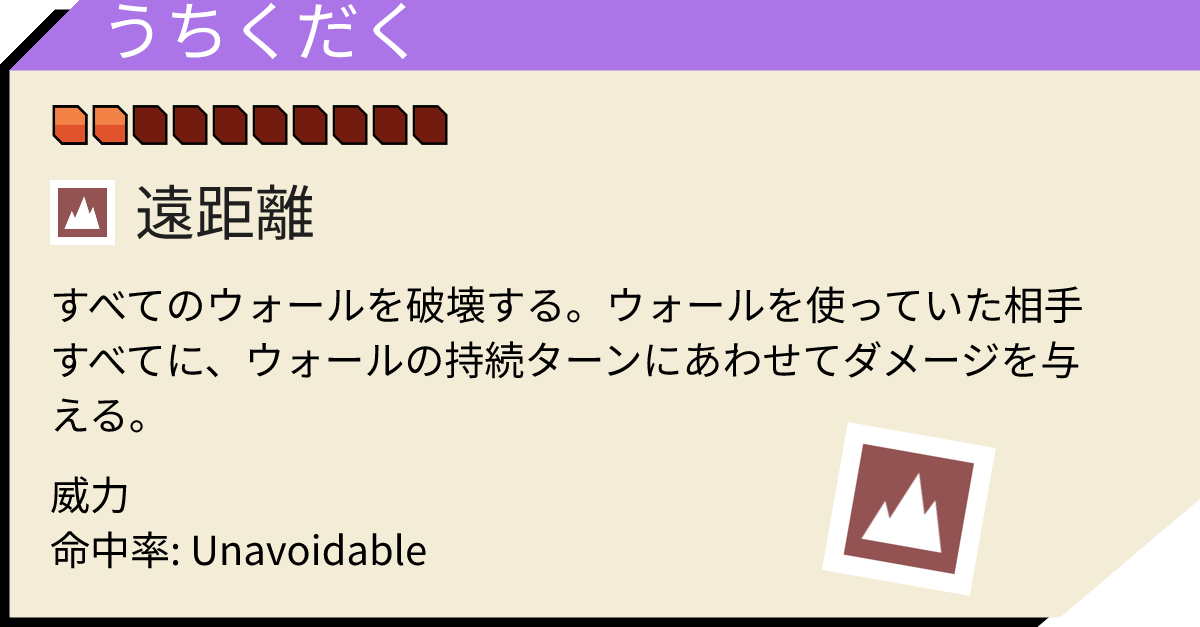 うちくだく
遠距離
すべてのウォールを破壊する。ウォールを使っていた相手
すべてに、ウォールの持続ターンにあわせてダメージを与
える。
威力
命中率: Unavoidable